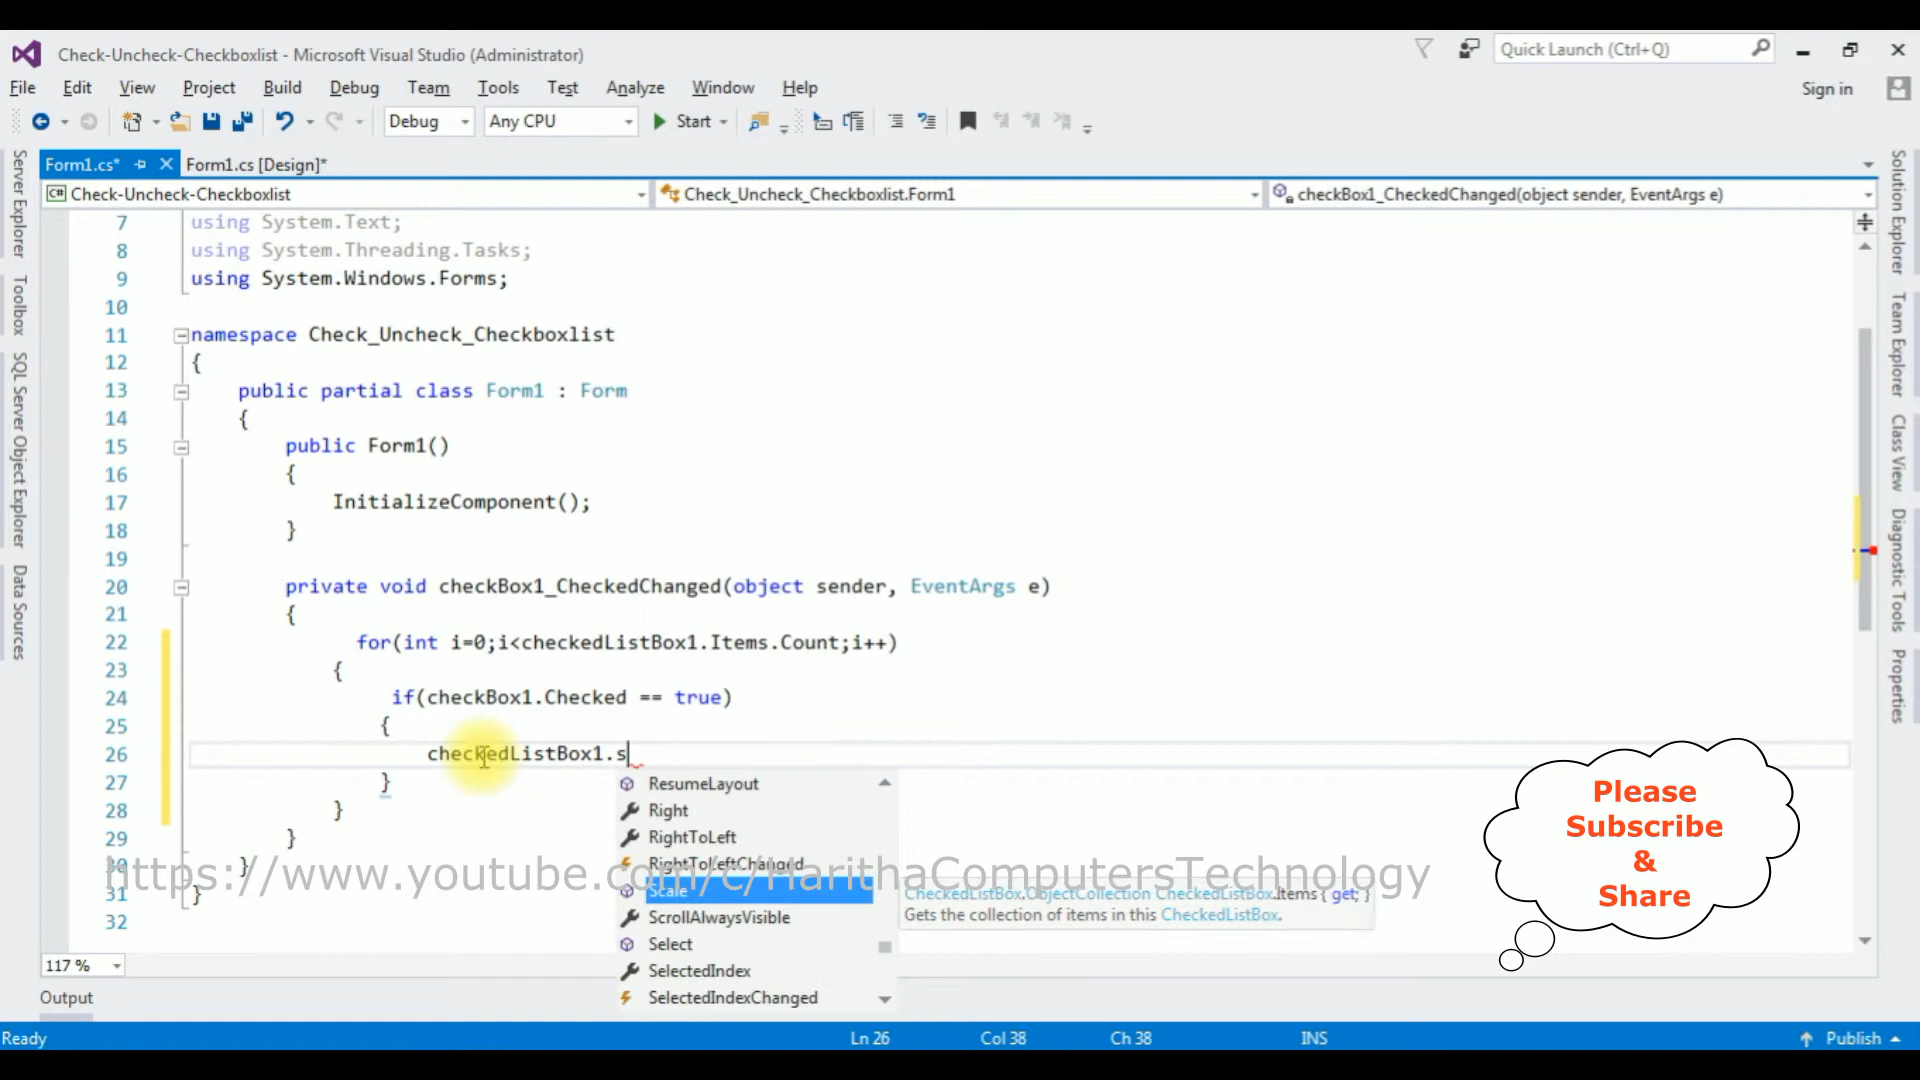 Check-Uncheck-Checkboxlist - Microsoft Visual Studio (Administrator)
Quick Launch (Ctrl+Q)
File Edit View Project Build Debug Team Tools Test Analyze Window Help
Sign in
Debug Any CPU Start
Form1.cs* Form1.cs [Design]*
C# Check-Uncheck-Checkboxlist Check_Uncheck_Checkboxlist.Form1 checkBox1_CheckedChanged(object sender, EventArgs e)
Server Explorer
Toolbox
SQL Server Object Explorer
Data Sources
7 using System.Text;
8 using System.Threading.Tasks;
9 using System.Windows.Forms;
10
11 namespace Check_Uncheck_Checkboxlist
12 {
13 public partial class Form1 : Form
14 {
15 public Form1()
16 {
17 InitializeComponent();
18 }
19
20 private void checkBox1_CheckedChanged(object sender, EventArgs e)
21 {
22 for(int i=0;i<checkedListBox1.Items.Count;i++)
23 {
24 if(checkBox1.Checked == true)
25 {
26 checkedListBox1.s
27 }
28 }
29 }
30 }
31 }
32
ResumeLayout
Right
RightToLeft
RightToLeftChanged
Scale
ScrollAlwaysVisible
Select
SelectedIndex
SelectedIndexChanged
CheckedListBox.ObjectCollection CheckedListBox.Items { get; }
Gets the collection of items in this CheckedListBox.
https://www.youtube.com/c/HarithaComputersTechnology
Please
Subscribe
&
Share
Solution Explorer
Team Explorer
Class View
Diagnostic Tools
Properties
117 %
Output
Ready Ln 26 Col 38 Ch 38 INS Publish